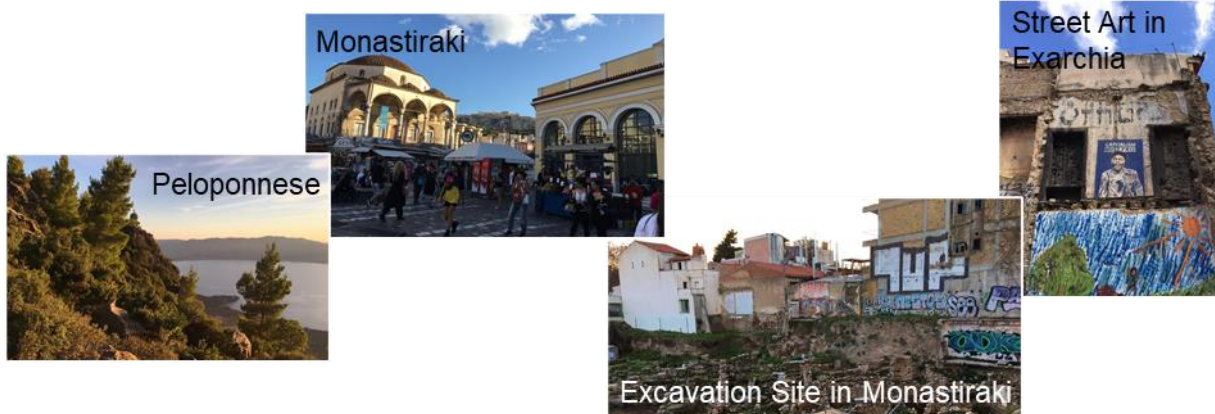 Monastiraki
Street Art in
Exarchia
Peloponnese
Excavation Site in Monastiraki